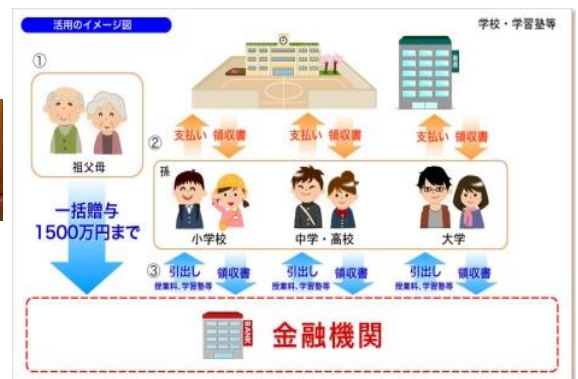 活用のイメージ図
学校・学習塾等
①
祖父母
一括贈与
1500万円まで
②
支払い 領収書
支払い 領収書
支払い 領収書
孫
小学校
中学・高校
大学
③
引出し 領収書
授業料、学習塾等
引出し 領収書
授業料、学習塾等
引出し 領収書
授業料、学習塾等
BANK
金融機関